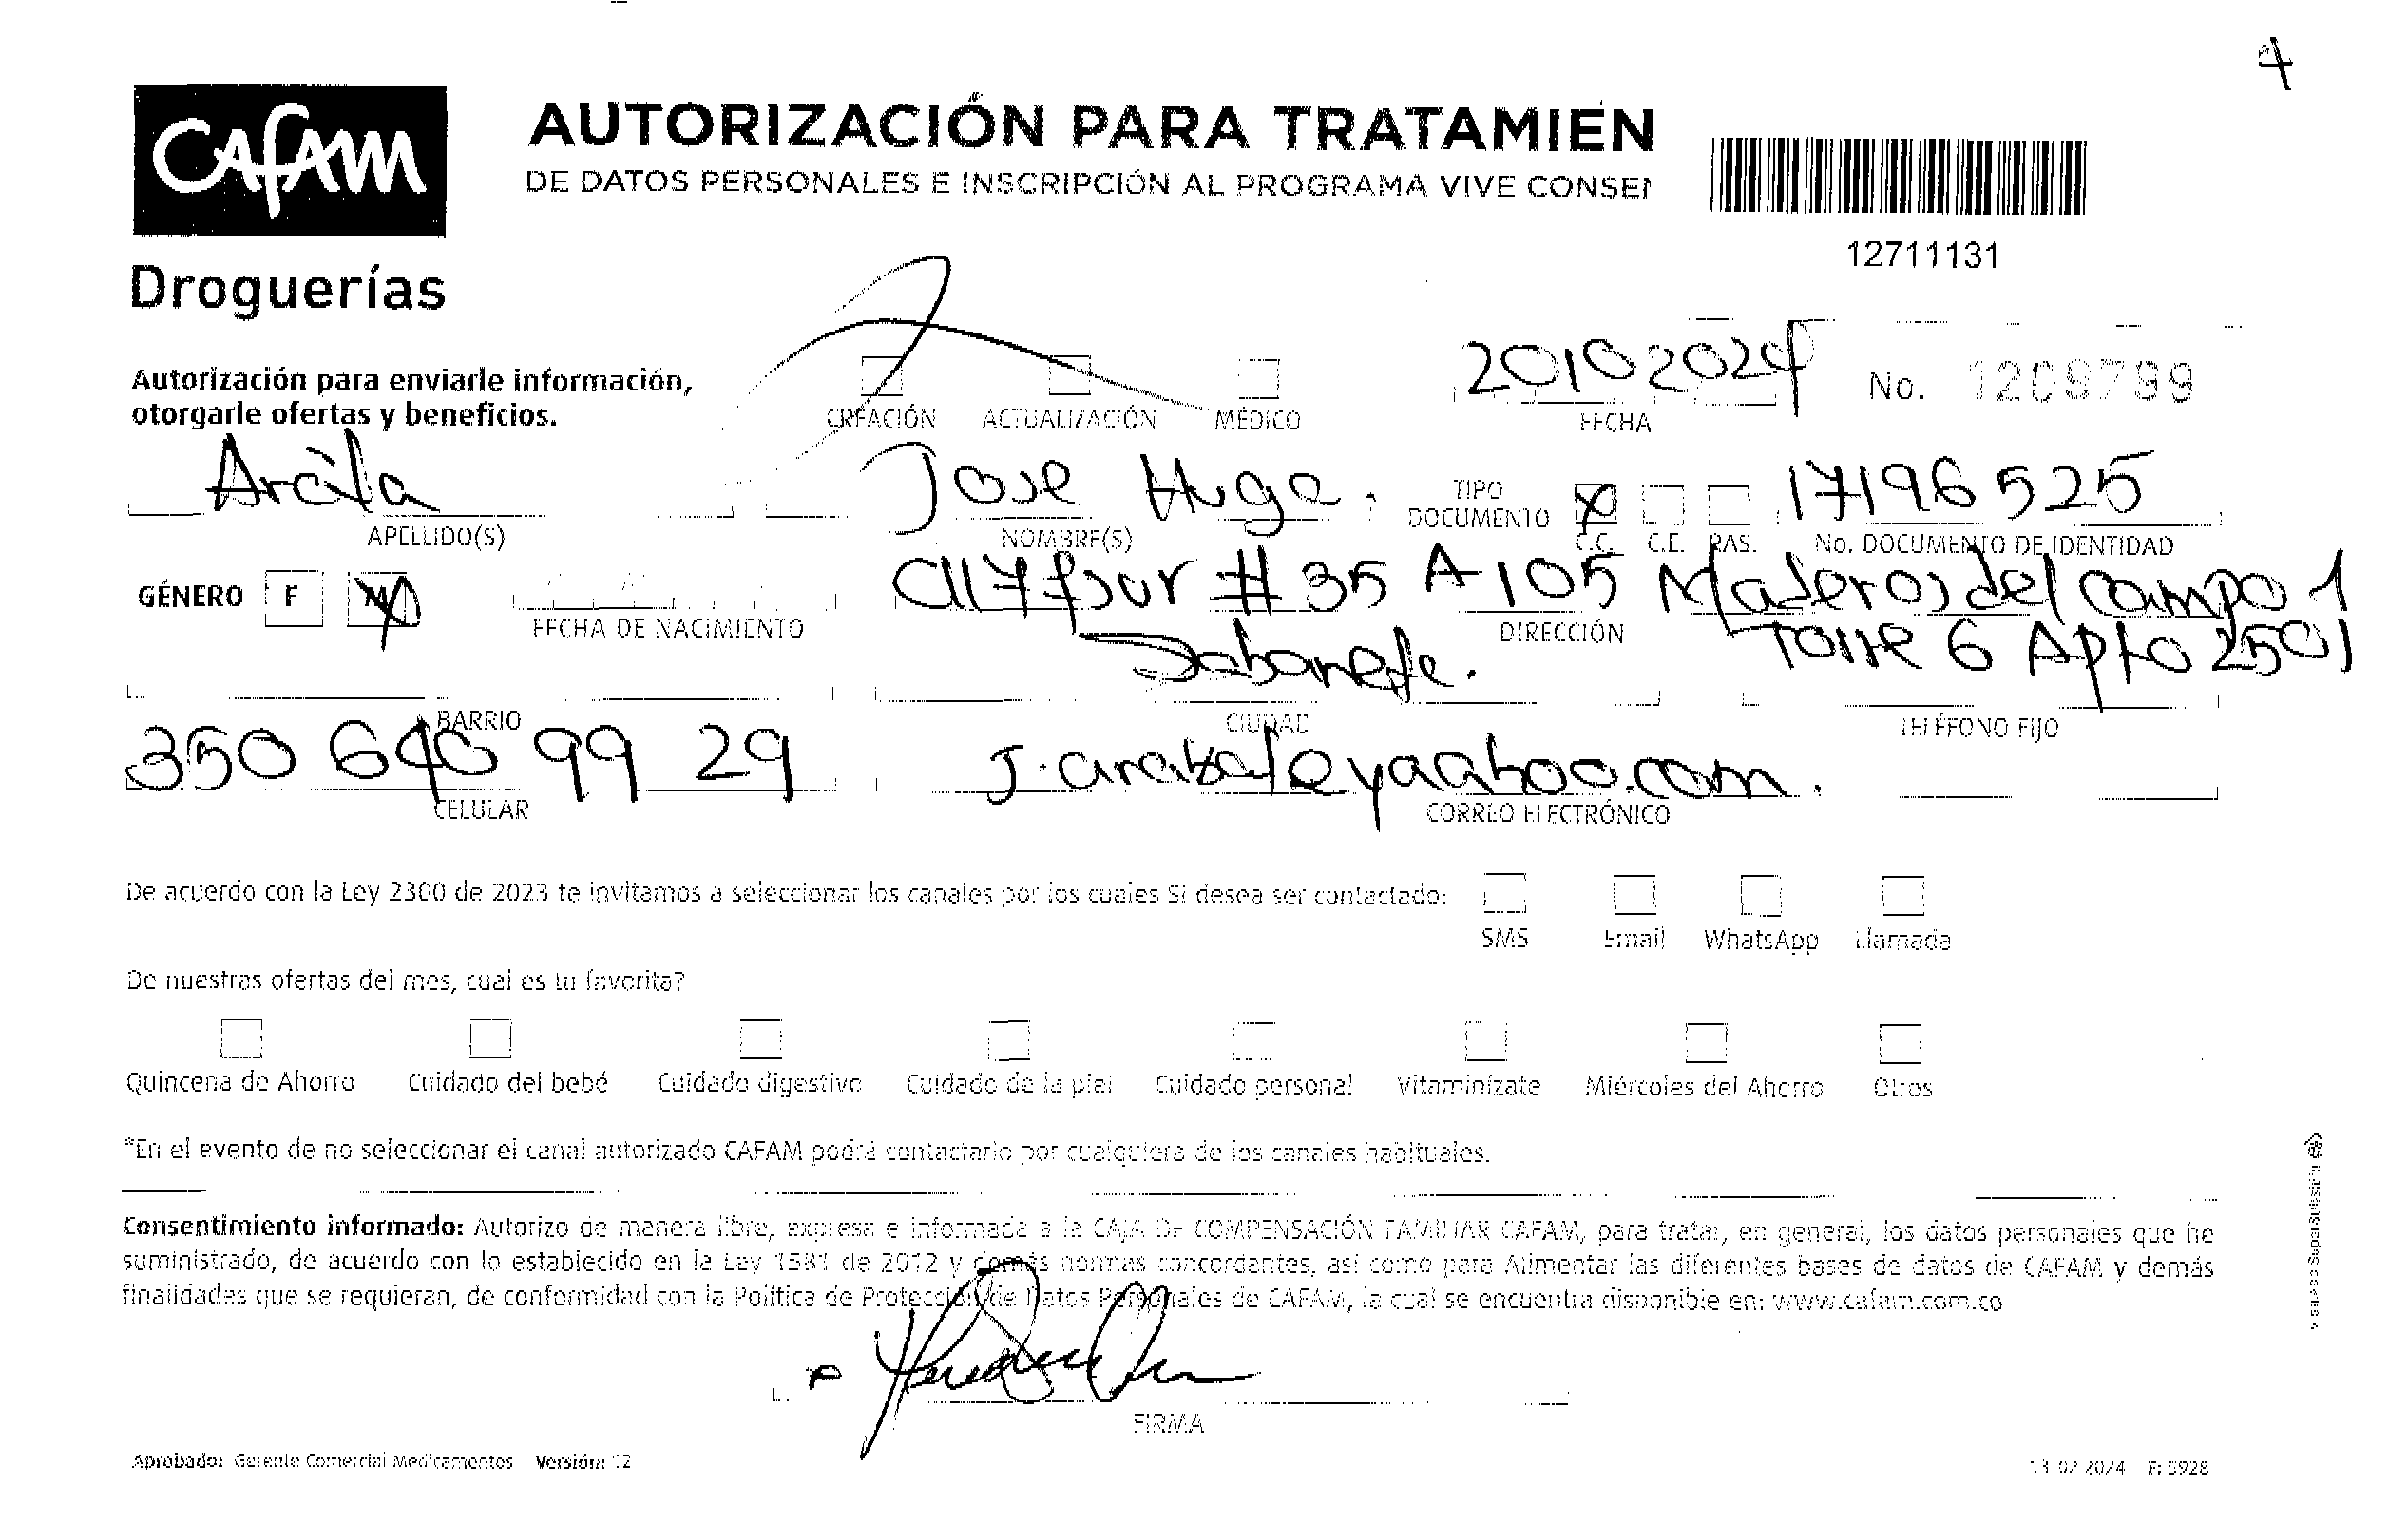 4
CAFAM
Droguerías
AUTORIZACIÓN PARA TRATAMIEN
DE DATOS PERSONALES E INSCRIPCIÓN AL PROGRAMA VIVE CONSEN
12711131
Autorización para enviarle información,
otorgarle ofertas y beneficios.
CREACIÓN ACTUALIZACIÓN MÉDICO
20102024
FECHA
No. 1209799
Arcila
APELLIDO(S)
Jose Hugo.
NOMBRE(S)
TIPO
DOCUMENTO X
C.C. C.E. PAS.
17196525
No. DOCUMENTO DE IDENTIDAD
GÉNERO F M X
FECHA DE NACIMIENTO
Cll 7 sur # 35 A 105 Maderos del campo 1
DIRECCIÓN
Torre 6 Apto 2501
Sabaneta.
BARRIO
CIUDAD
TELÉFONO FIJO
350 640 99 29
CELULAR
CORREO ELECTRÓNICO
De acuerdo con la Ley 2300 de 2023 te invitamos a seleccionar los canales por los cuales Si desea ser contactado:
SMS Email WhatsApp Llamada
De nuestras ofertas del mes, cual es tu favorita?
Quincena de Ahorro Cuidado del bebé Cuidado digestivo Cuidado de la piel Cuidado personal Vitaminízate Miércoles del Ahorro Otros
*En el evento de no seleccionar el canal autorizado CAFAM podrá contactarlo por cualquiera de los canales habituales.
Consentimiento informado: Autorizo de manera libre, expresa e informada a la CAJA DE COMPENSACIÓN FAMILIAR CAFAM, para tratar, en general, los datos personales que he
suministrado, de acuerdo con lo establecido en la Ley 1581 de 2012 y demás normas concordantes, así como para Alimentar las diferentes bases de datos de CAFAM y demás
finalidades que se requieran, de conformidad con la Política de Protección de Datos Personales de CAFAM, la cual se encuentra disponible en: www.cafam.com.co
FIRMA
Aprobado: Gerente Comercial Medicamentos Versión: 12
13-02-2024 F: 5928